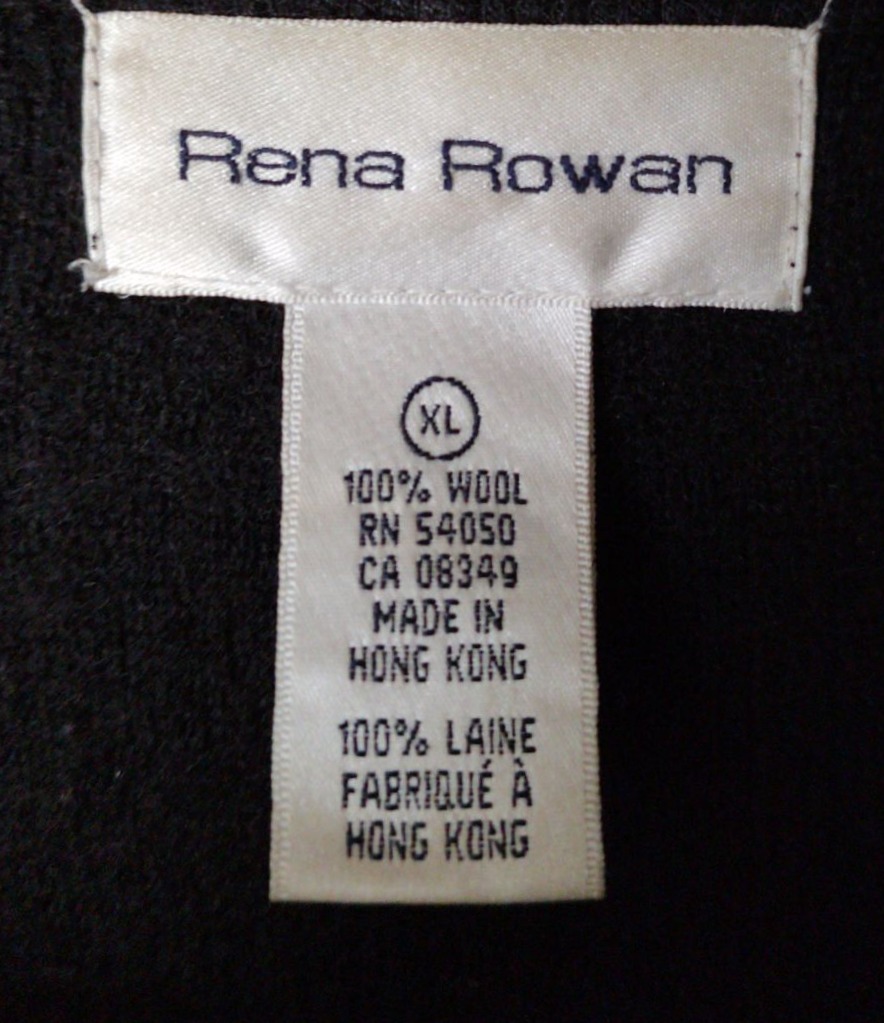 Rena Rowan
XL
100% WOOL
RN 54050
CA 08349
MADE IN
HONG KONG
100% LAINE
FABRIQUÉ À
HONG KONG